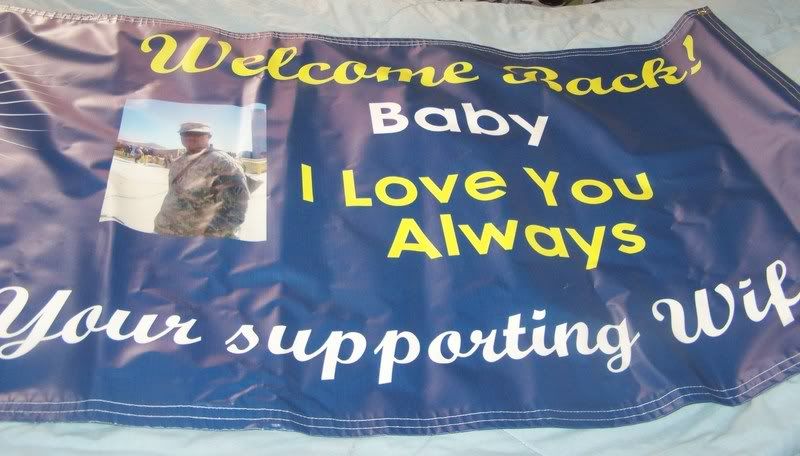 Welcome Back!
Baby
I Love You
Always
Your supporting Wif